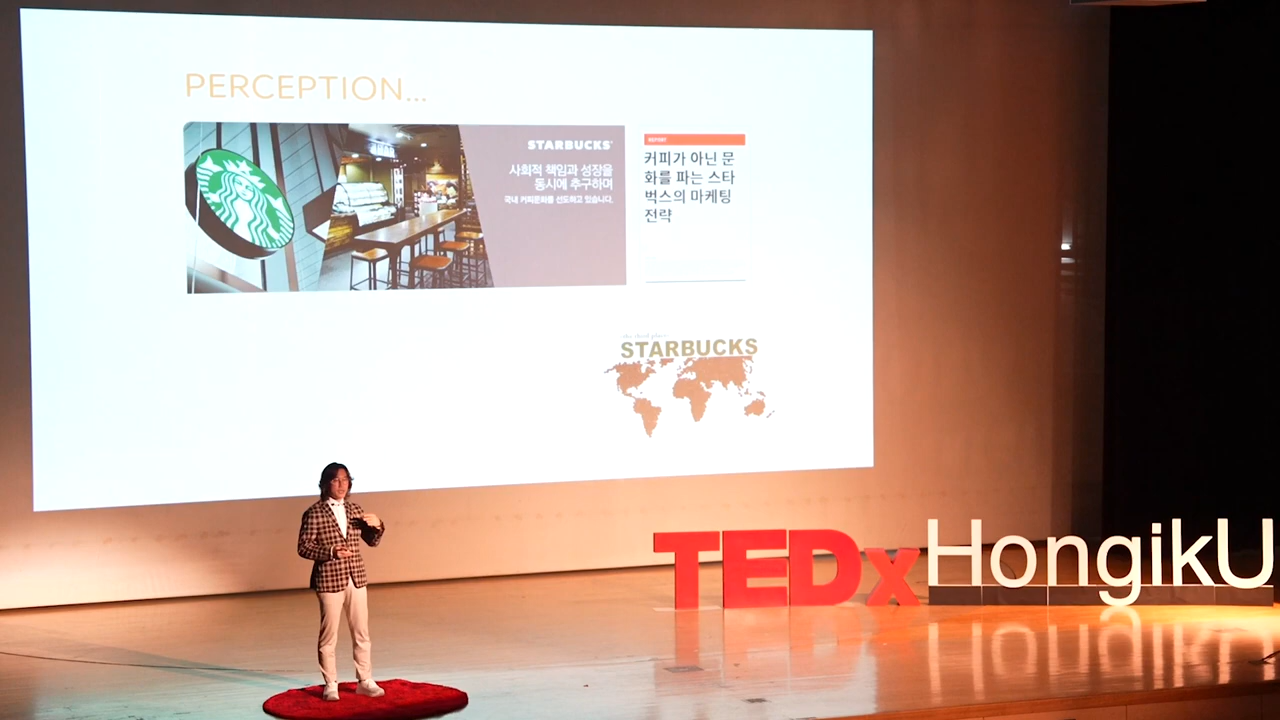 PERCEPTION...
STARBUCKS
사회적 책임과 성장을
동시에 추구하며
국내 커피문화를 선도하고 있습니다.
REPORT
커피가 아닌 문
화를 파는 스타
벅스의 마케팅
전략
STARBUCKS
TEDxHongikU